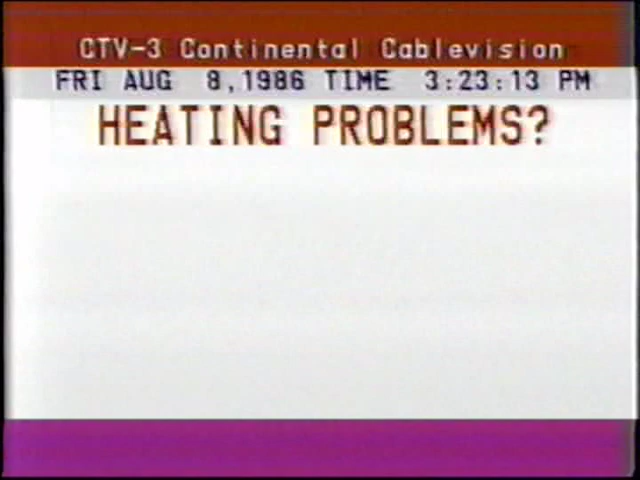 CTV-3 Continental Cablevision
FRI AUG  8,1986 TIME  3:23:13 PM
HEATING PROBLEMS?